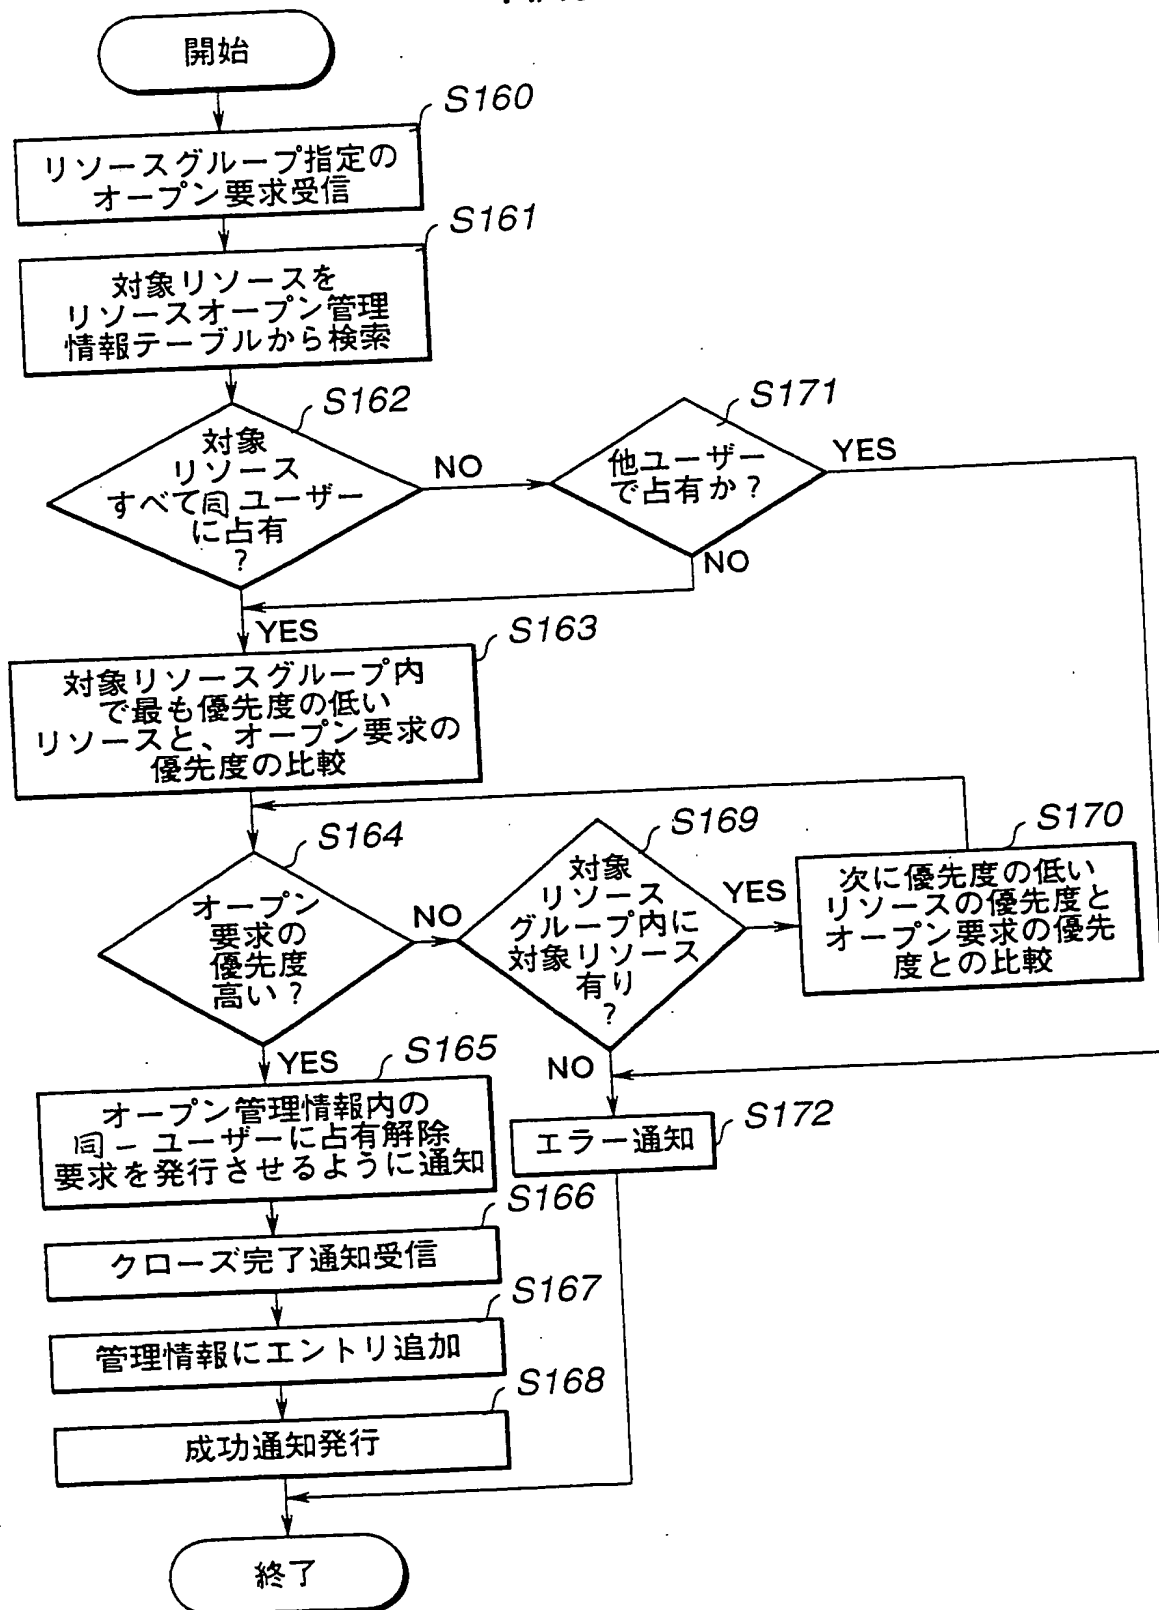 開始
S160
リソースグループ指定の
オープン要求受信
S161
対象リソースを
リソースオープン管理
情報テーブルから検索
S162
対象
リソース
すべて同ユーザー
に占有
?
NO
S171
他ユーザー
で占有か?
YES
NO
YES
S163
対象リソースグループ内
で最も優先度の低い
リソースと、オープン要求の
優先度の比較
S164
オープン
要求の
優先度
高い?
NO
S169
対象
リソース
グループ内に
対象リソース
有り
?
YES
S170
次に優先度の低い
リソースの優先度と
オープン要求の優先
度との比較
YES
NO
S165
オープン管理情報内の
同一ユーザーに占有解除
要求を発行させるように通知
S172
エラー通知
S166
クローズ完了通知受信
S167
管理情報にエントリ追加
S168
成功通知発行
終了